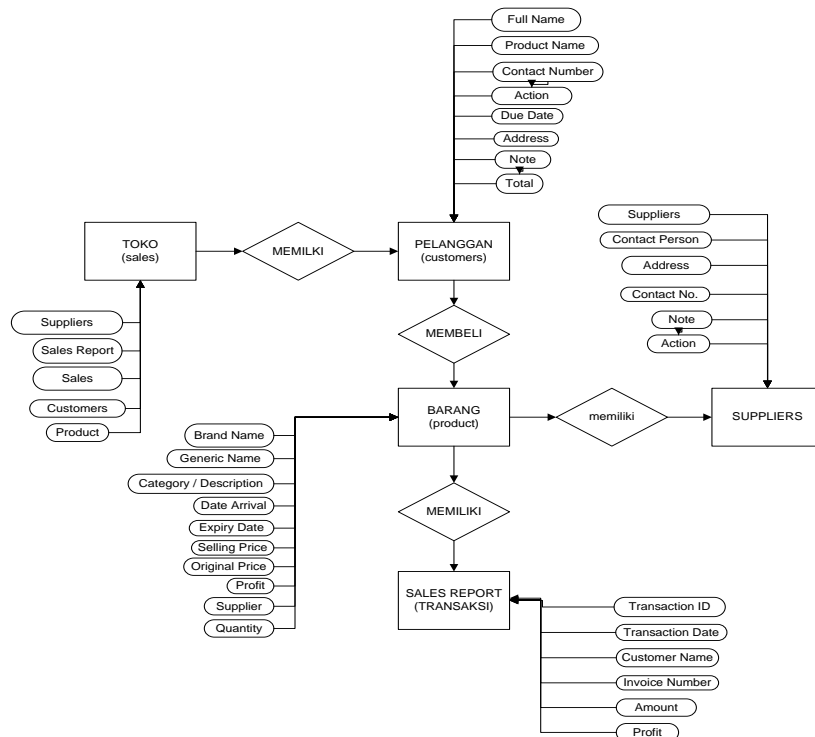 Full Name
Product Name
Contact Number
Action
Due Date
Address
Note
Total
TOKO
(sales)
MEMILKI
PELANGGAN
(customers)
Suppliers
Contact Person
Address
Contact No.
Note
Action
Suppliers
Sales Report
Sales
Customers
Product
MEMBELI
BARANG
(product)
memiliki
SUPPLIERS
Brand Name
Generic Name
Category / Description
Date Arrival
Expiry Date
Selling Price
Original Price
Profit
Supplier
Quantity
MEMILIKI
SALES REPORT
(TRANSAKSI)
Transaction ID
Transaction Date
Customer Name
Invoice Number
Amount
Profit